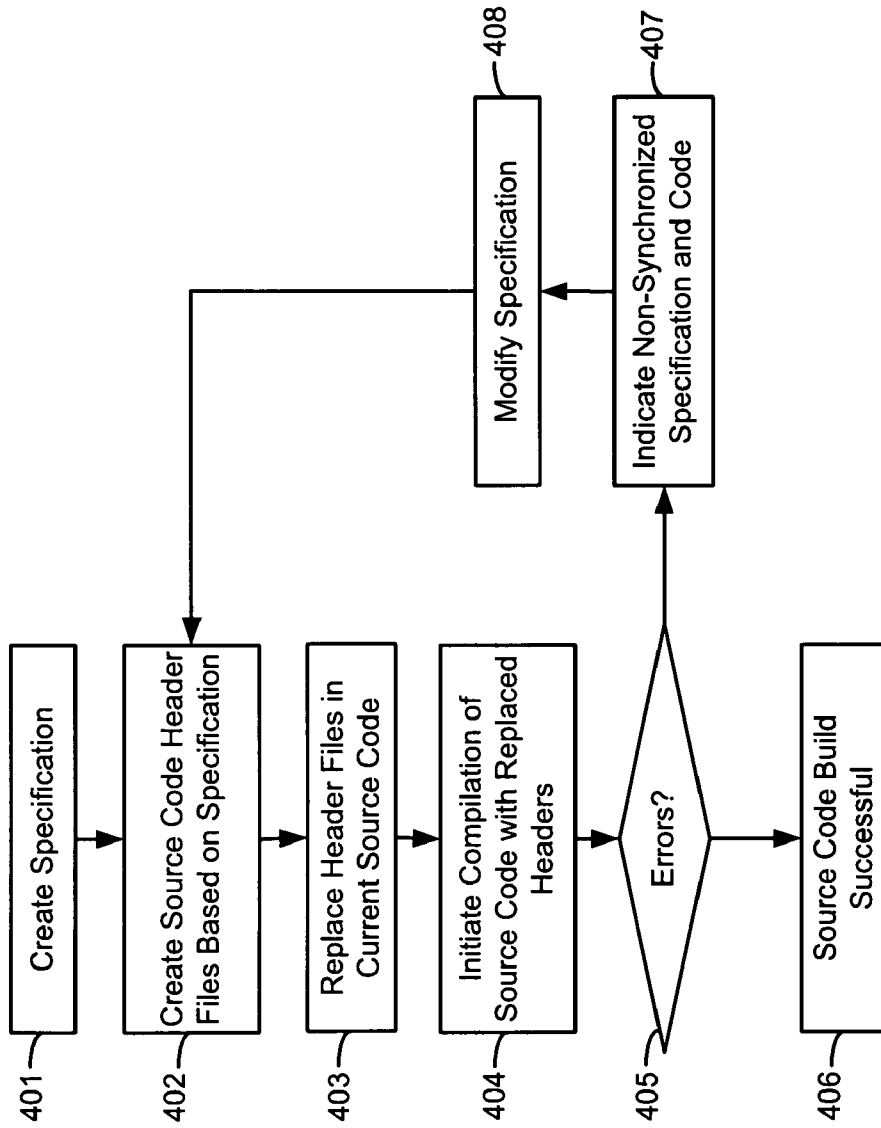 401
Create Specification
402
Create Source Code Header
Files Based on Specification
403
Replace Header Files in
Current Source Code
404
Initiate Compilation of
Source Code with Replaced
Headers
405
Errors?
406
Source Code Build
Successful
408
Modify Specification
407
Indicate Non-Synchronized
Specification and Code